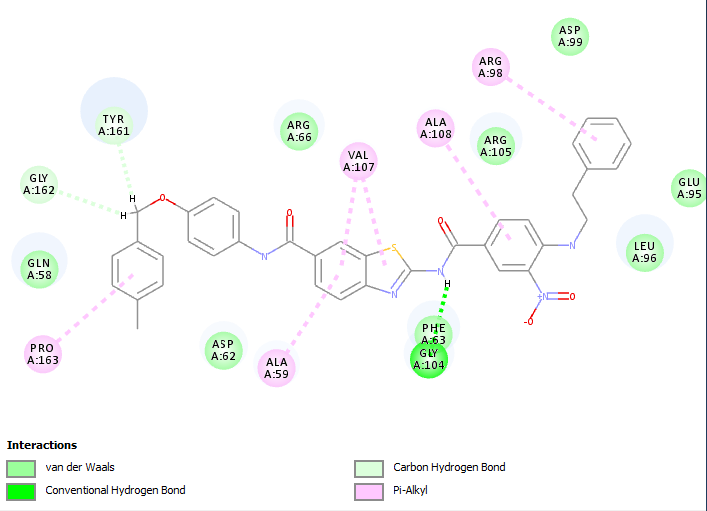 ASP
A:99
ARG
A:98
TYR
A:161
ARG
A:66
ALA
A:108
ARG
A:105
VAL
A:107
GLY
A:162
GLU
A:95
H
O
H
O
O
S
LEU
A:96
GLN
A:58
N
H
N
H
N
H
N
N+
O
O-
PHE
A:63
GLY
A:104
PRO
A:163
ASP
A:62
ALA
A:59
Interactions
van der Waals
Conventional Hydrogen Bond
Carbon Hydrogen Bond
Pi-Alkyl